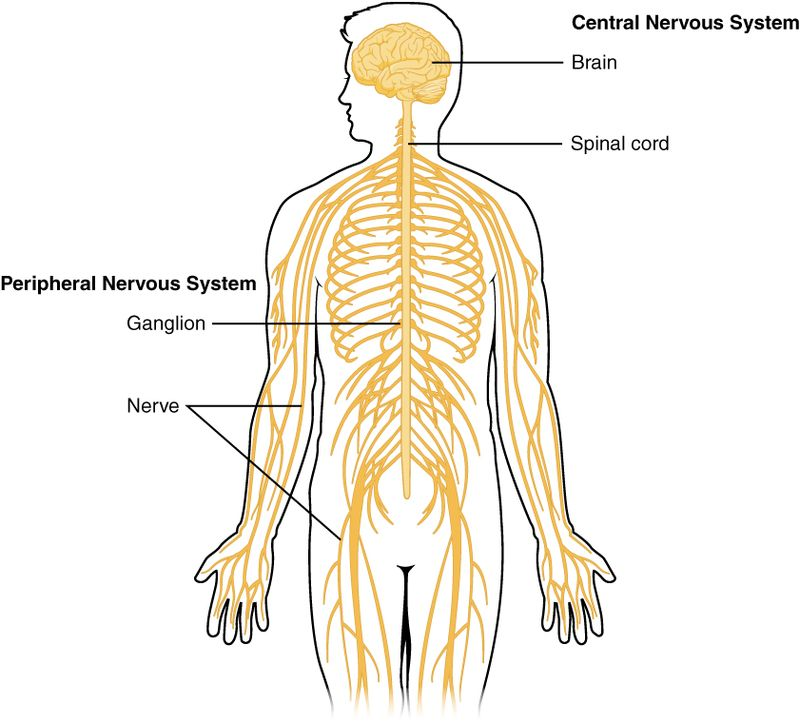 Central Nervous System
Brain
Spinal cord
Peripheral Nervous System
Ganglion
Nerve